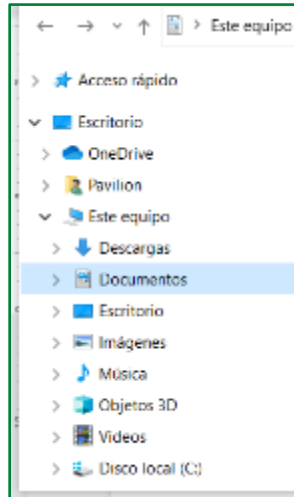 Este equipo
Acceso rápido
Escritorio
OneDrive
Pavilion
Este equipo
Descargas
Documentos
Escritorio
Imágenes
Música
Objetos 3D
Videos
Disco local (C:)